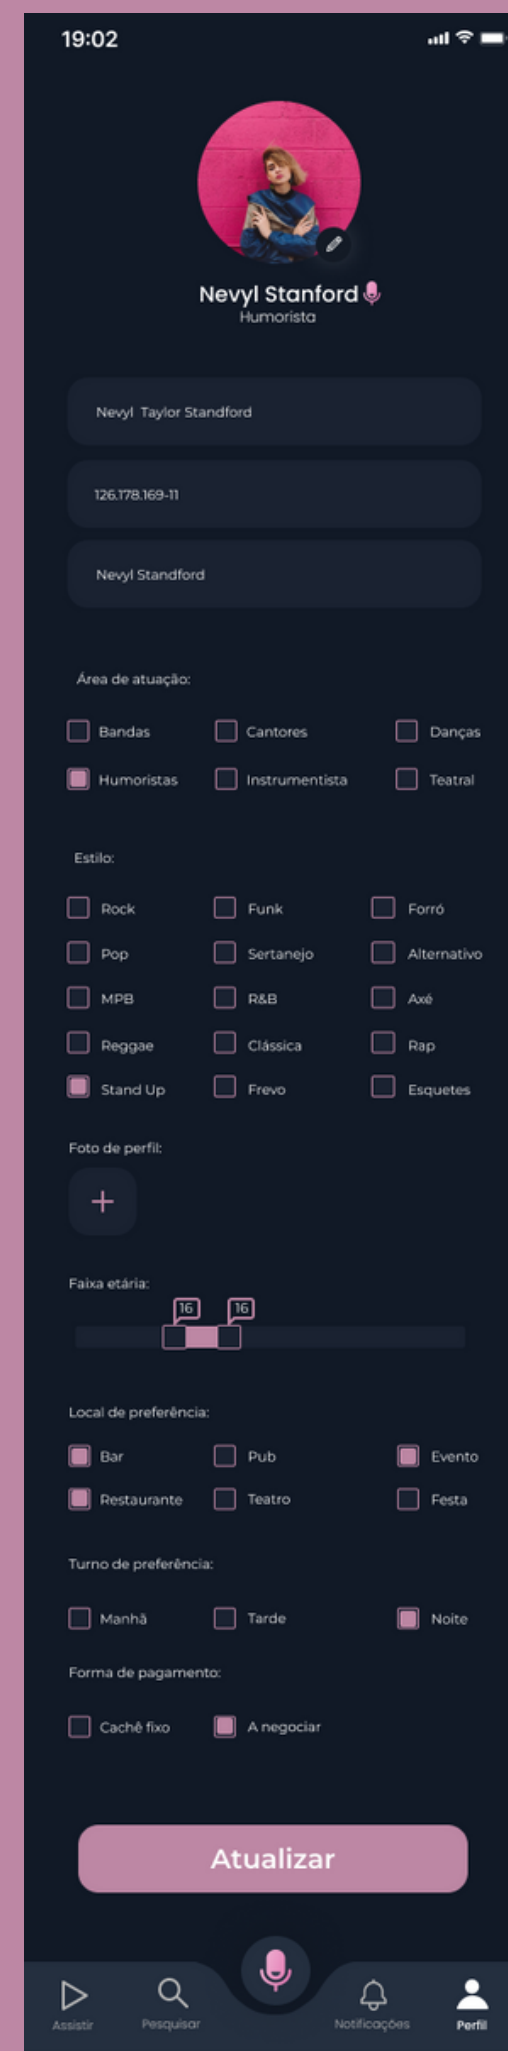 19:02
Nevyl Stanford
Humorista
Nevyl Taylor Standford
126.178.169-11
Nevyl Standford
Área de atuação:
Bandas Cantores Danças
Humoristas Instrumentista Teatral
Estilo:
Rock Funk Forró
Pop Sertanejo Alternativo
MPB R&B Axé
Reggae Clássica Rap
Stand Up Frevo Esquetes
Foto de perfil:
+
Faixa etária:
16 16
Local de preferência:
Bar Pub Evento
Restaurante Teatro Festa
Turno de preferência:
Manhã Tarde Noite
Forma de pagamento:
Cachê fixo A negociar
Atualizar
Assistir Pesquisar Notificações Perfil